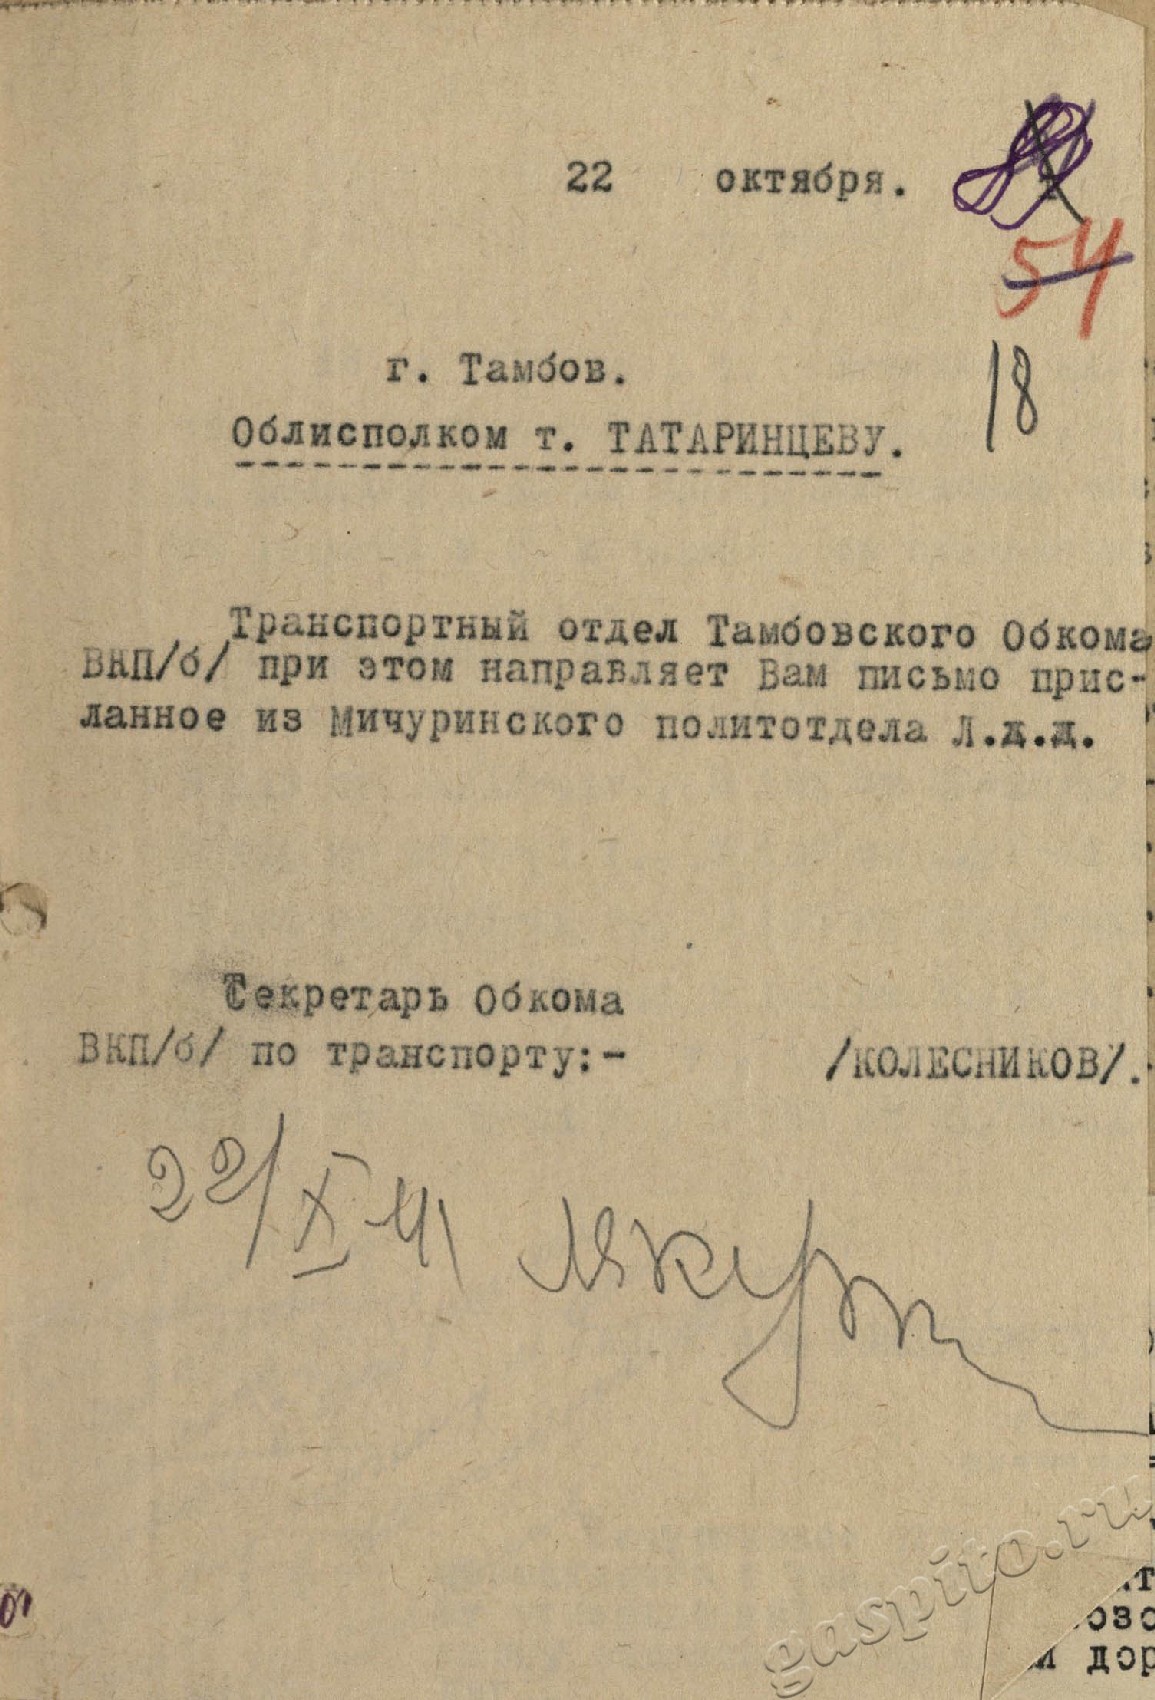 22 октября.
54
18
г. Тамбов.
Облисполком т. ТАТАРИНЦЕВУ.
Транспортный отдел Тамбовского Обкома
ВКП/б/ при этом направляет Вам письмо прис-
ланное из Мичуринского политотдела Л.д.д.
Секретарь Обкома
ВКП/б/ по транспорту:-
/КОЛЕСНИКОВ/.
22/X-41
gaspito.ru
дор